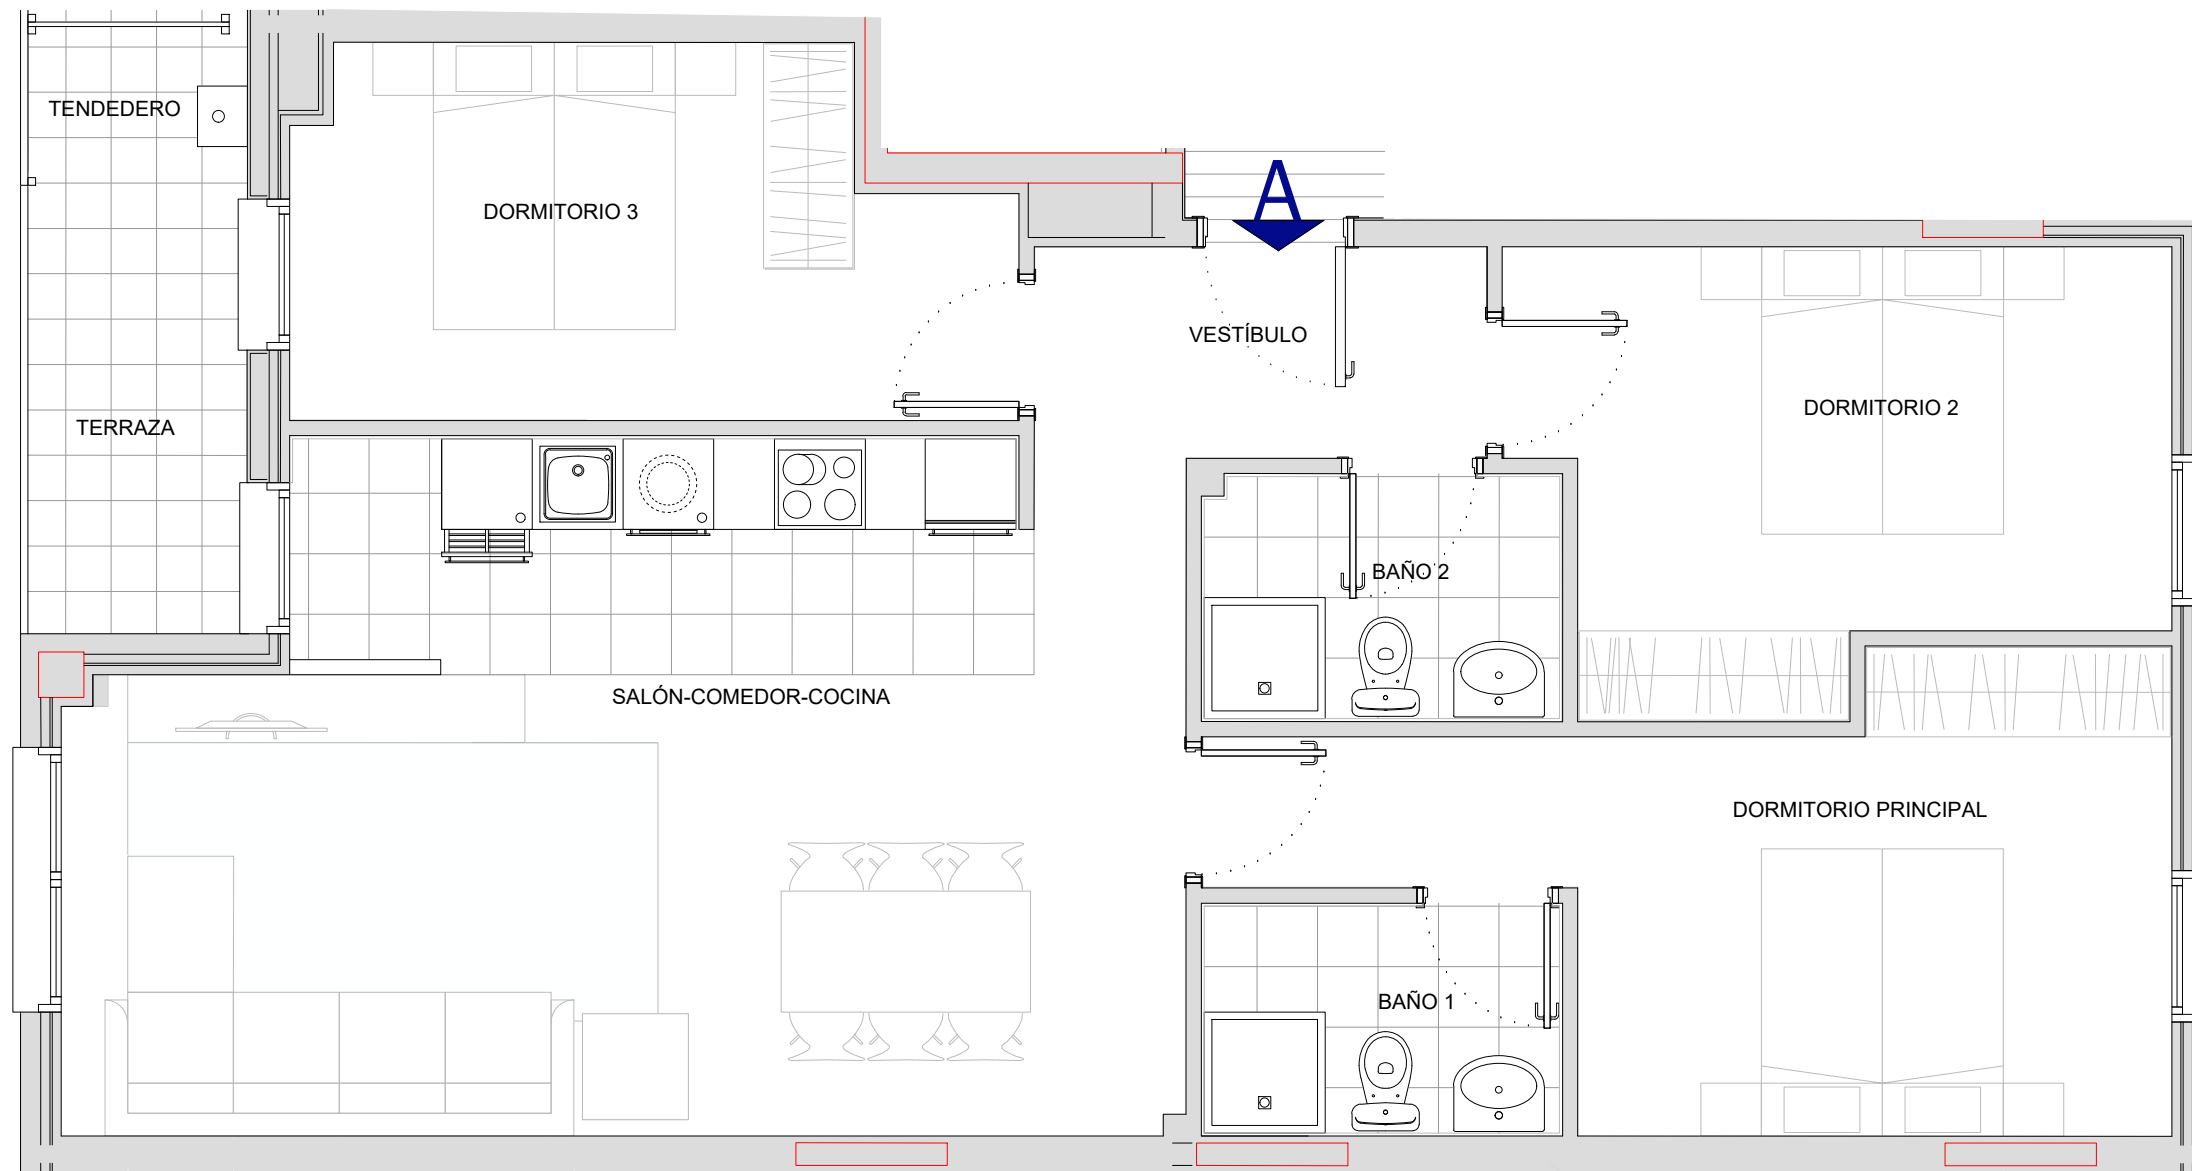 TENDEDERO
A
DORMITORIO 3
VESTÍBULO
DORMITORIO 2
TERRAZA
BAÑO 2
SALÓN-COMEDOR-COCINA
DORMITORIO PRINCIPAL
BAÑO 1